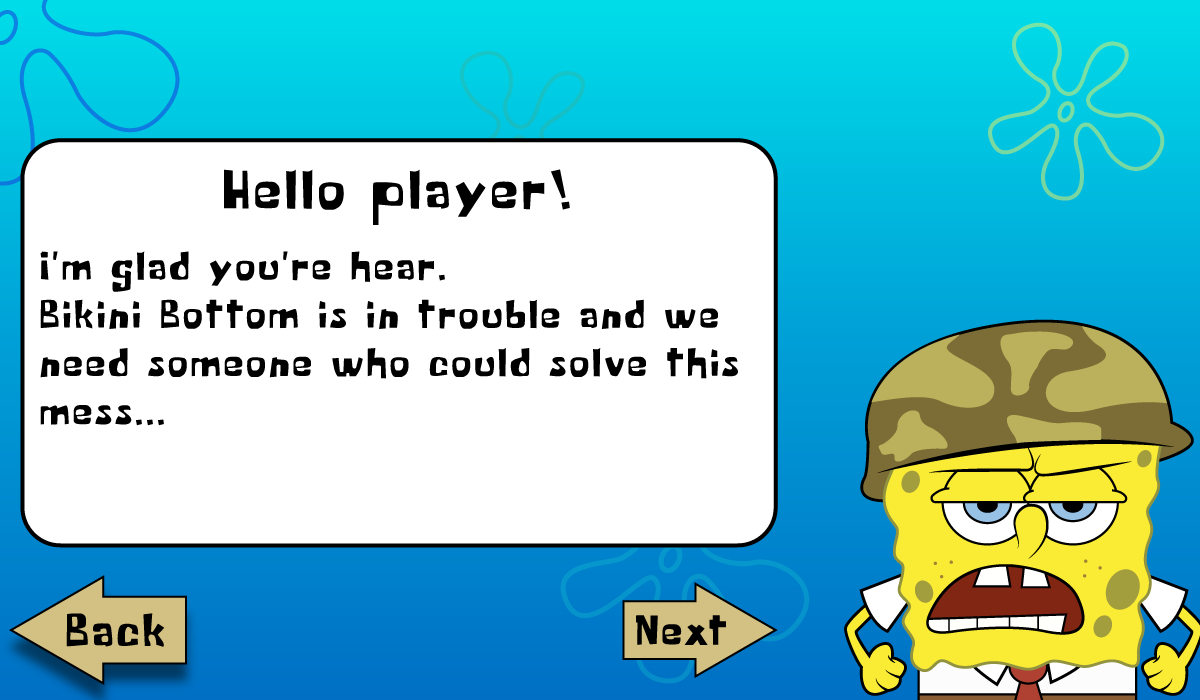 Hello player!
i'm glad you're hear.
Bikini Bottom is in trouble and we
need someone who could solve this
mess...
Back
Next